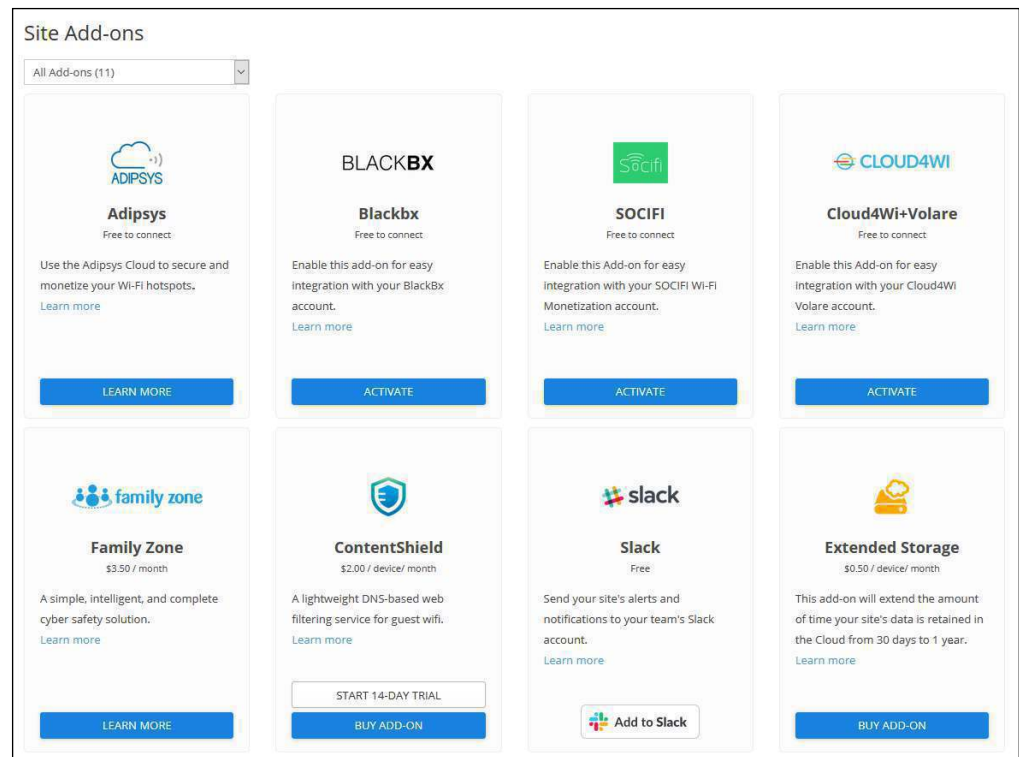 Site Add-ons
All Add-ons (11)
ADIPSYS
Adipsys
Free to connect
Use the Adipsys Cloud to secure and
monetize your Wi-Fi hotspots.
Learn more
LEARN MORE
BLACKBX
Blackbx
Free to connect
Enable this add-on for easy
integration with your BlackBx
account.
Learn more
ACTIVATE
Socifi
SOCIFI
Free to connect
Enable this Add-on for easy
integration with your SOCIFI Wi-Fi
Monetization account.
Learn more
ACTIVATE
CLOUD4WI
Cloud4Wi+Volare
Free to connect
Enable this Add-on for easy
integration with your Cloud4Wi
Volare account.
Learn more
ACTIVATE
family zone
Family Zone
$3.50 / month
A simple, intelligent, and complete
cyber safety solution.
Learn more
LEARN MORE
ContentShield
$2.00 / device/ month
A lightweight DNS-based web
filtering service for guest wifi.
Learn more
START 14-DAY TRIAL
BUY ADD-ON
slack
Slack
Free
Send your site's alerts and
notifications to your team's Slack
account.
Learn more
Add to Slack
Extended Storage
$0.50 / device/ month
This add-on will extend the amount
of time your site's data is retained in
the Cloud from 30 days to 1 year.
Learn more
BUY ADD-ON